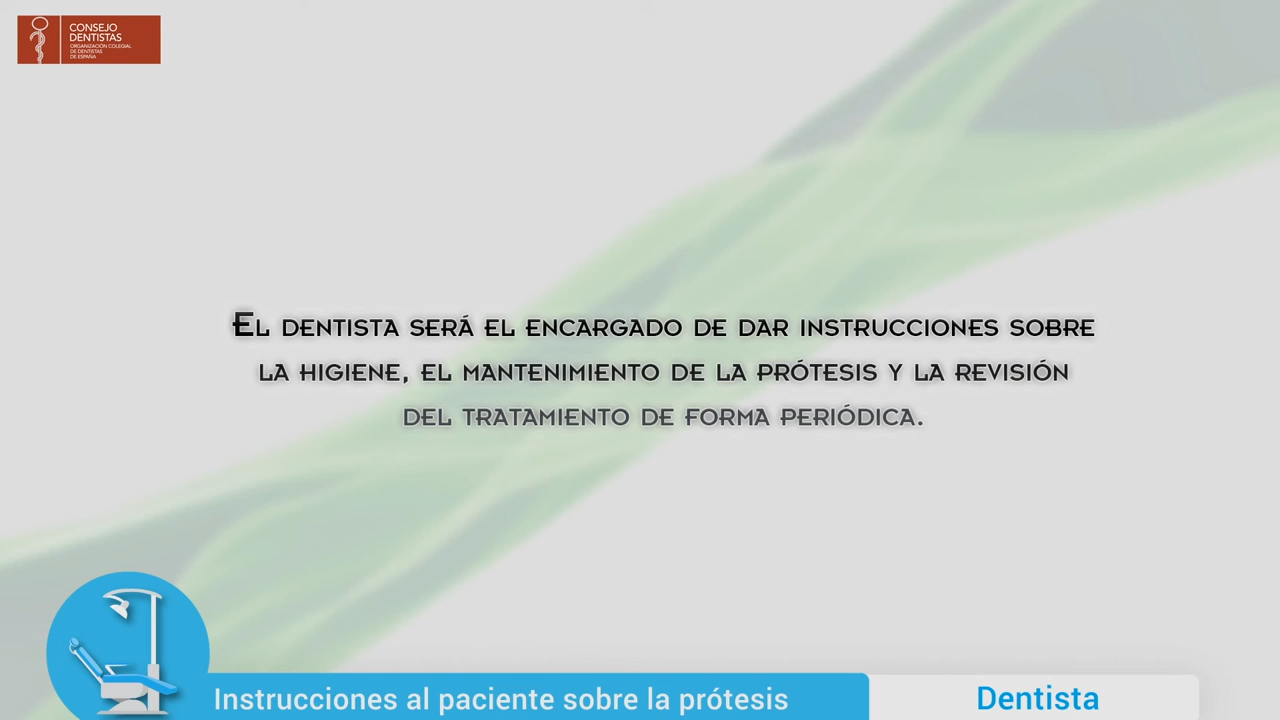 CONSEJO
DENTISTAS
ORGANIZACIÓN COLEGIAL
DE DENTISTAS
DE ESPAÑA
El dentista será el encargado de dar instrucciones sobre
la higiene, el mantenimiento de la prótesis y la revisión
del tratamiento de forma periódica.
Instrucciones al paciente sobre la prótesis
Dentista